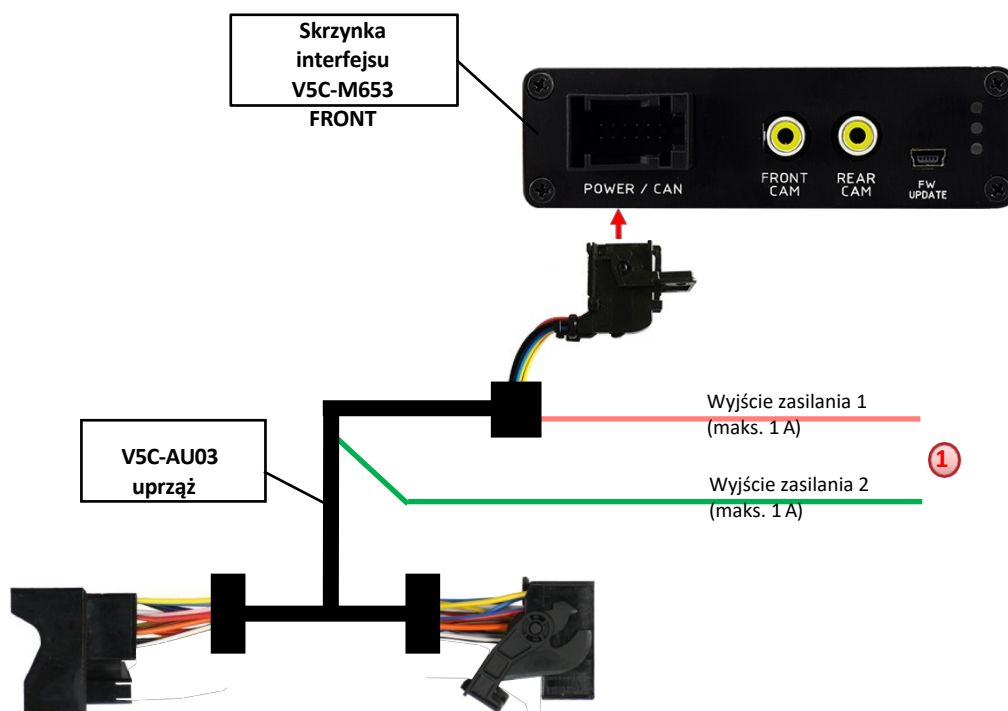 Skrzynka
interfejsu
V5C-M653
FRONT
POWER / CAN
FRONT
CAM
REAR
CAM
FW
UPDATE
Wyjście zasilania 1
(maks. 1 A)
1
V5C-AU03
uprząż
Wyjście zasilania 2
(maks. 1 A)